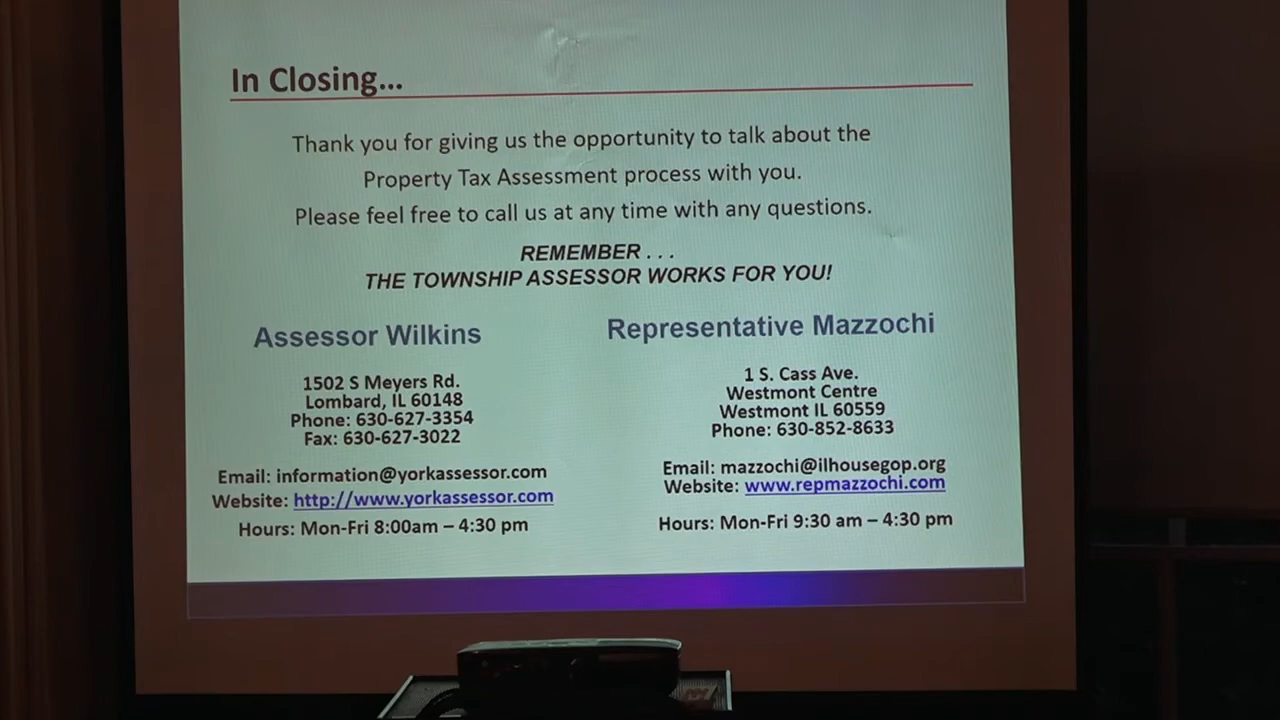 In Closing...
Thank you for giving us the opportunity to talk about the
Property Tax Assessment process with you.
Please feel free to call us at any time with any questions.
REMEMBER . . .
THE TOWNSHIP ASSESSOR WORKS FOR YOU!
Assessor Wilkins
1502 S Meyers Rd.
Lombard, IL 60148
Phone: 630-627-3354
Fax: 630-627-3022
Email: information@yorkassessor.com
Website: http://www.yorkassessor.com
Hours: Mon-Fri 8:00am – 4:30 pm
Representative Mazzochi
1 S. Cass Ave.
Westmont Centre
Westmont IL 60559
Phone: 630-852-8633
Email: mazzochi@ilhousegop.org
Website: www.repmazzochi.com
Hours: Mon-Fri 9:30 am – 4:30 pm